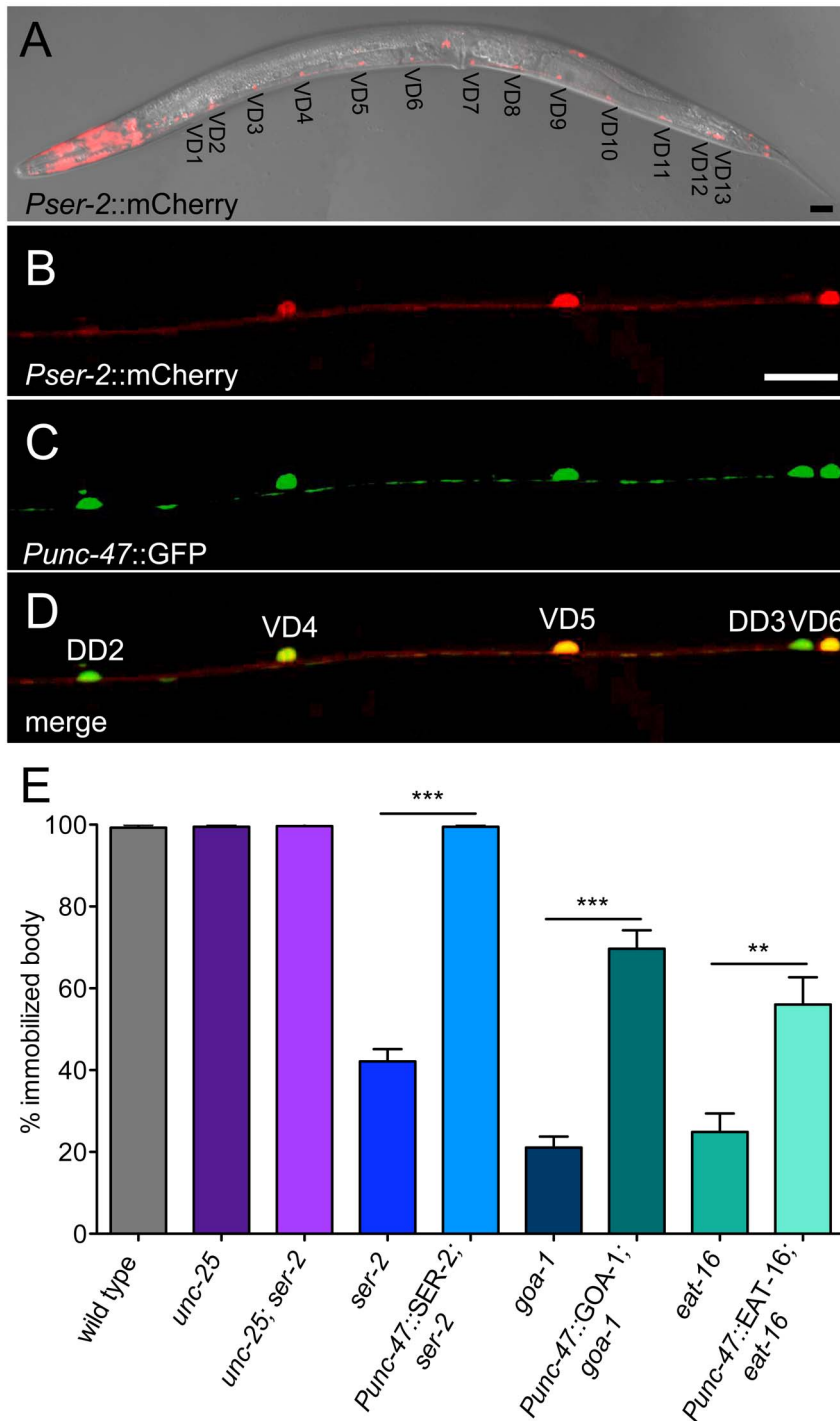 A
VD1
VD2
VD3
VD4
VD5
VD6
VD7
VD8
VD9
VD10
VD11
VD12
VD13
Pser-2::mCherry
B
Pser-2::mCherry
C
Punc-47::GFP
D
DD2
VD4
VD5
DD3 VD6
merge
E
% immobilized body
100
80
60
40
20
0
***
***
**
wild type
unc-25
unc-25; ser-2
ser-2
Punc-47::SER-2;
ser-2
goa-1
Punc-47::GOA-1;
goa-1
eat-16
Punc-47::EAT-16;
eat-16